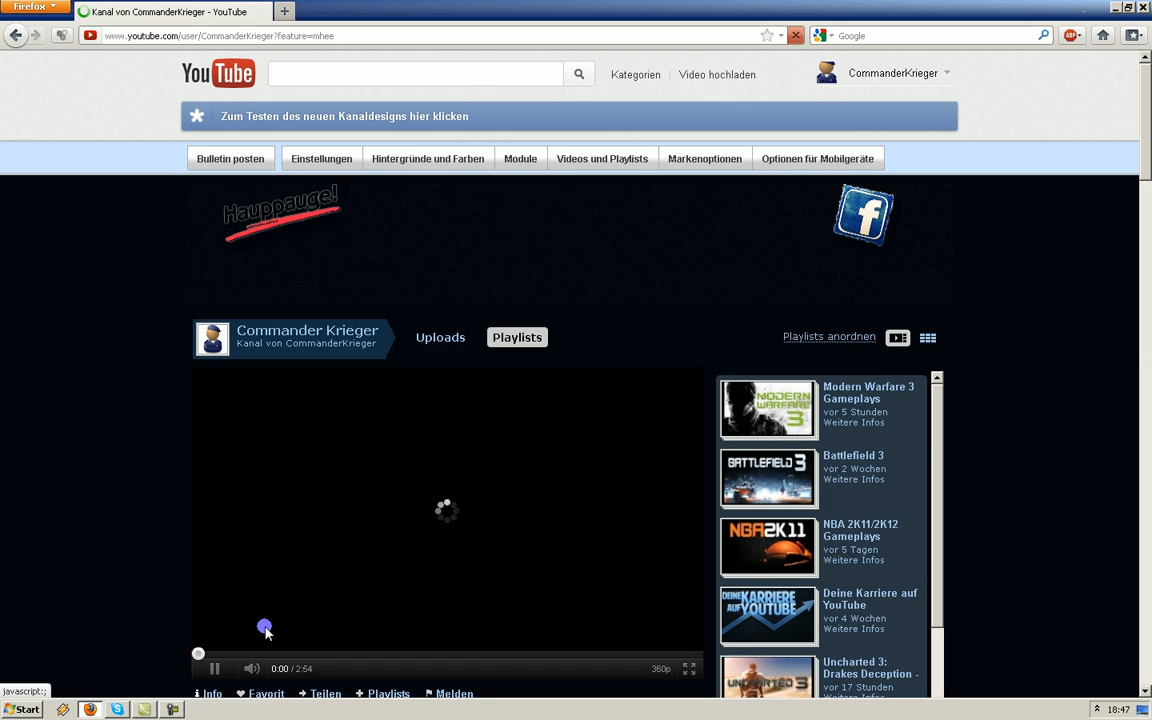 Firefox
Kanal von CommanderKrieger - YouTube
www.youtube.com/user/CommanderKrieger?feature=mhee
Google
ABP
YouTube
Kategorien
Video hochladen
CommanderKrieger
Zum Testen des neuen Kanaldesigns hier klicken
Bulletin posten
Einstellungen
Hintergründe und Farben
Module
Videos und Playlists
Markenoptionen
Optionen für Mobilgeräte
Hauppauge!
f
Commander Krieger
Kanal von CommanderKrieger
Uploads
Playlists
Playlists anordnen
MODERN WARFARE 3
Modern Warfare 3
Gameplays
vor 5 Stunden
Weitere Infos
BATTLEFIELD 3
Battlefield 3
vor 2 Wochen
Weitere Infos
NBA2K11
NBA 2K11/2K12
Gameplays
vor 5 Tagen
Weitere Infos
DEINE KARRIERE
AUF YOUTUBE
Deine Karriere auf
YouTube
vor 4 Wochen
Weitere Infos
UNCHARTED 3
Uncharted 3:
Drakes Deception -
vor 17 Stunden
Weitere Infos
0:00 / 2:54
360p
Info
Favorit
Teilen
Playlists
Melden
javascript:;
Start
18:47